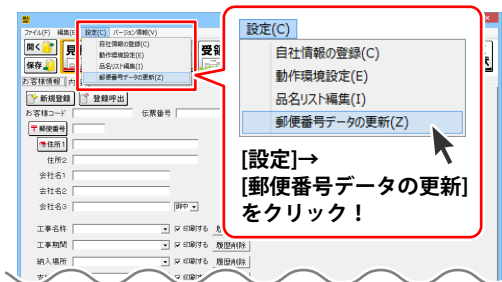 ファイル(F) 編集(E 設定(C) バージョン情報(V)
開く 見 受領
保存
自社情報の登録(C)
動作環境設定(E)
品名リスト編集(I)
郵便番号データの更新(Z)
お客様情報 内
新規登録 登録呼出
お客様コード 伝票番号
〒郵便番号
住所1
住所2
会社名1
会社名2
会社名3 御中
工事名称 印刷する 履
工事期間 印刷する 履歴削除
納入場所 印刷する 履歴削除
設定(C)
自社情報の登録(C)
動作環境設定(E)
品名リスト編集(I)
郵便番号データの更新(Z)
[設定]→
[郵便番号データの更新]
をクリック！